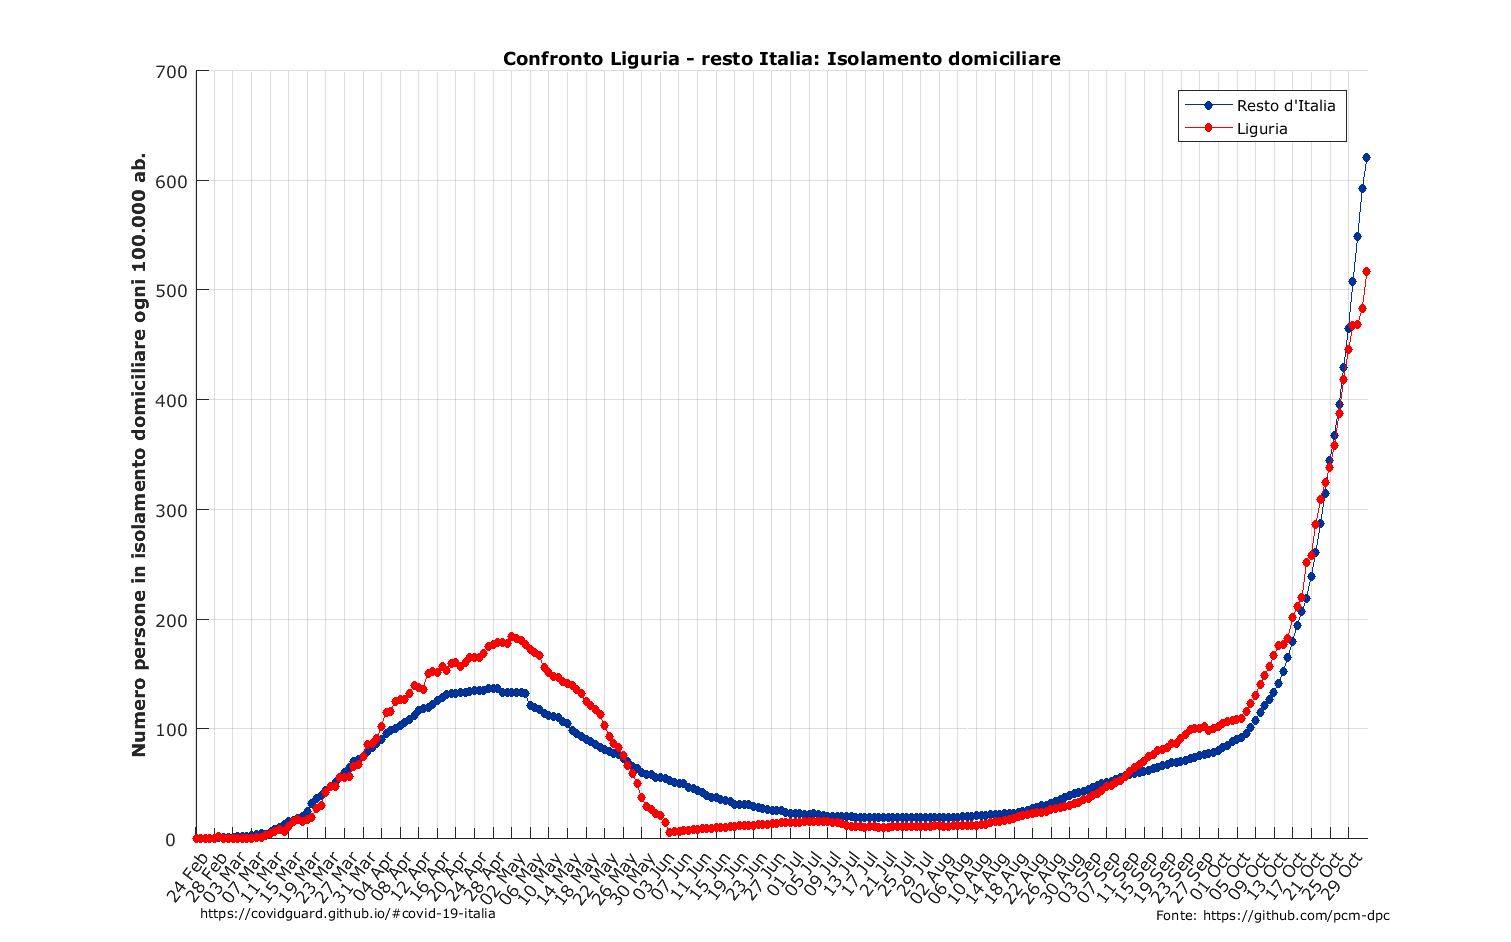 Confronto Liguria - resto Italia: Isolamento domiciliare
Numero persone in isolamento domiciliare ogni 100.000 ab.
700
600
500
400
300
200
100
0
Resto d'Italia
Liguria
24 Feb
28 Feb
03 Mar
07 Mar
11 Mar
15 Mar
19 Mar
23 Mar
27 Mar
31 Mar
04 Apr
08 Apr
12 Apr
16 Apr
20 Apr
24 Apr
28 Apr
02 May
06 May
10 May
14 May
18 May
22 May
26 May
30 May
03 Jun
07 Jun
11 Jun
15 Jun
19 Jun
23 Jun
27 Jun
01 Jul
05 Jul
09 Jul
13 Jul
17 Jul
21 Jul
25 Jul
29 Jul
02 Aug
06 Aug
10 Aug
14 Aug
18 Aug
22 Aug
26 Aug
30 Aug
03 Sep
07 Sep
11 Sep
15 Sep
19 Sep
23 Sep
27 Sep
01 Oct
05 Oct
09 Oct
13 Oct
17 Oct
21 Oct
25 Oct
29 Oct
https://covidguard.github.io/#covid-19-italia
Fonte: https://github.com/pcm-dpc